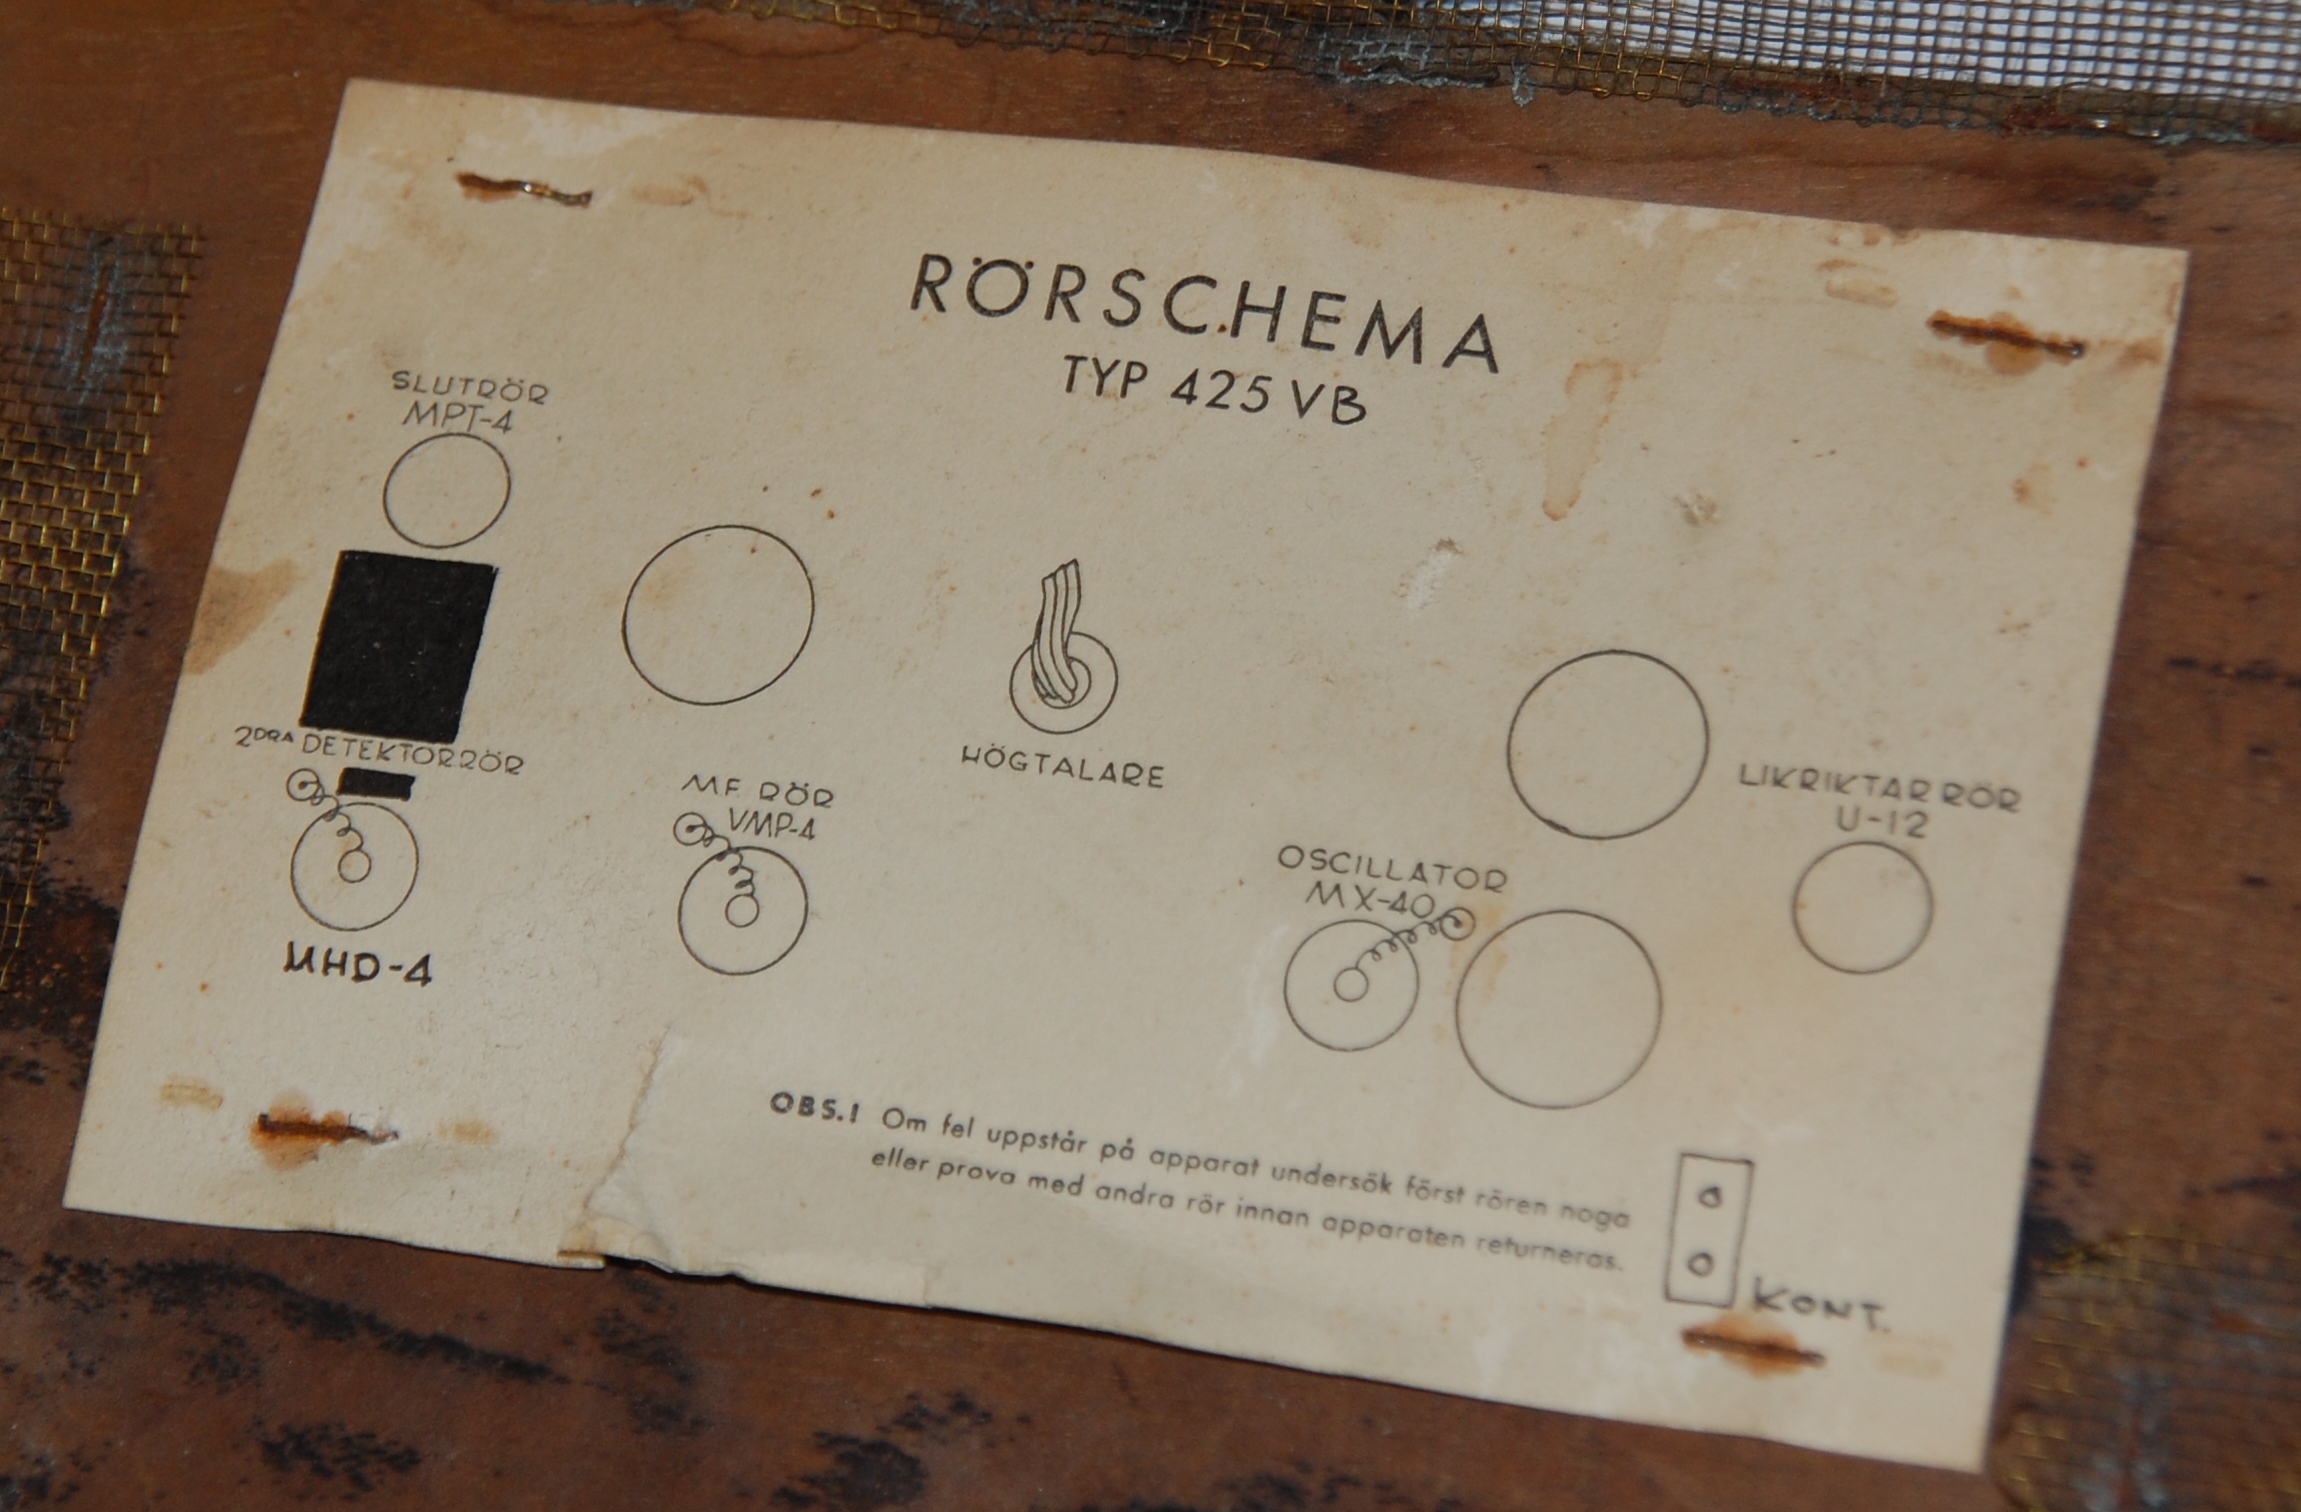 RÖRSCHEMA
TYP 425 VB
SLUTRÖR
MPT-4
2DRA DETEKTORRÖR
MHD-4
MF RÖR
VMP-4
HÖGTALARE
OSCILLATOR
MX-40
LIKRIKTARRÖR
U-12
OBS.! Om fel uppstår på apparat undersök först rören noga
eller prova med andra rör innan apparaten returneras.
KONT.